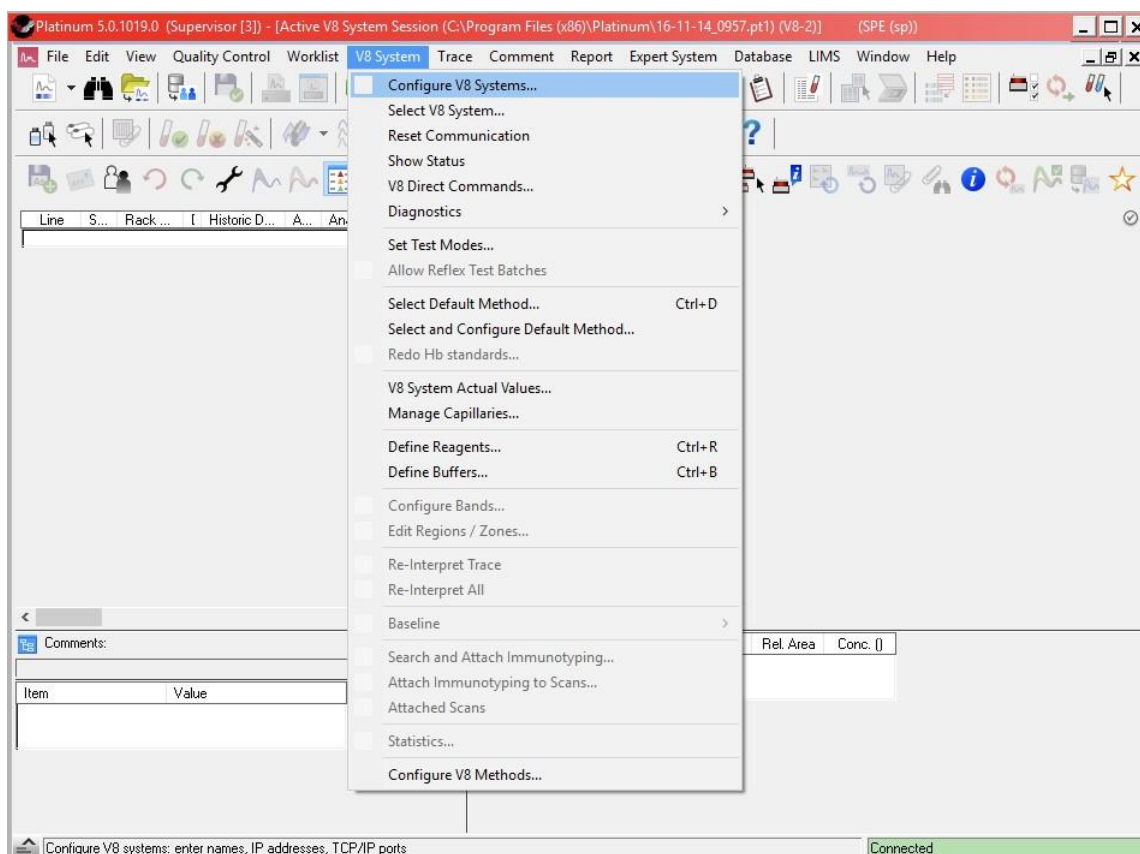 Platinum 5.0.1019.0 (Supervisor [3]) - [Active V8 System Session (C:\Program Files (x86)\Platinum\16-11-14_0957.pt1) (V8-2)] (SPE (sp))
File Edit View Quality Control Worklist V8 System Trace Comment Report Expert System Database LIMS Window Help
Configure V8 Systems...
Select V8 System...
Reset Communication
Show Status
V8 Direct Commands...
Diagnostics
Set Test Modes...
Allow Reflex Test Batches
Select Default Method... Ctrl+D
Select and Configure Default Method...
Redo Hb standards...
V8 System Actual Values...
Manage Capillaries...
Define Reagents... Ctrl+R
Define Buffers... Ctrl+B
Configure Bands...
Edit Regions / Zones...
Re-Interpret Trace
Re-Interpret All
Baseline
Search and Attach Immunotyping...
Attach Immunotyping to Scans...
Attached Scans
Statistics...
Configure V8 Methods...
Line S... Rack ... Historic D... A...
Comments:
Item Value
Rel. Area Conc. ()
Configure V8 systems: enter names, IP addresses, TCP/IP ports
Connected